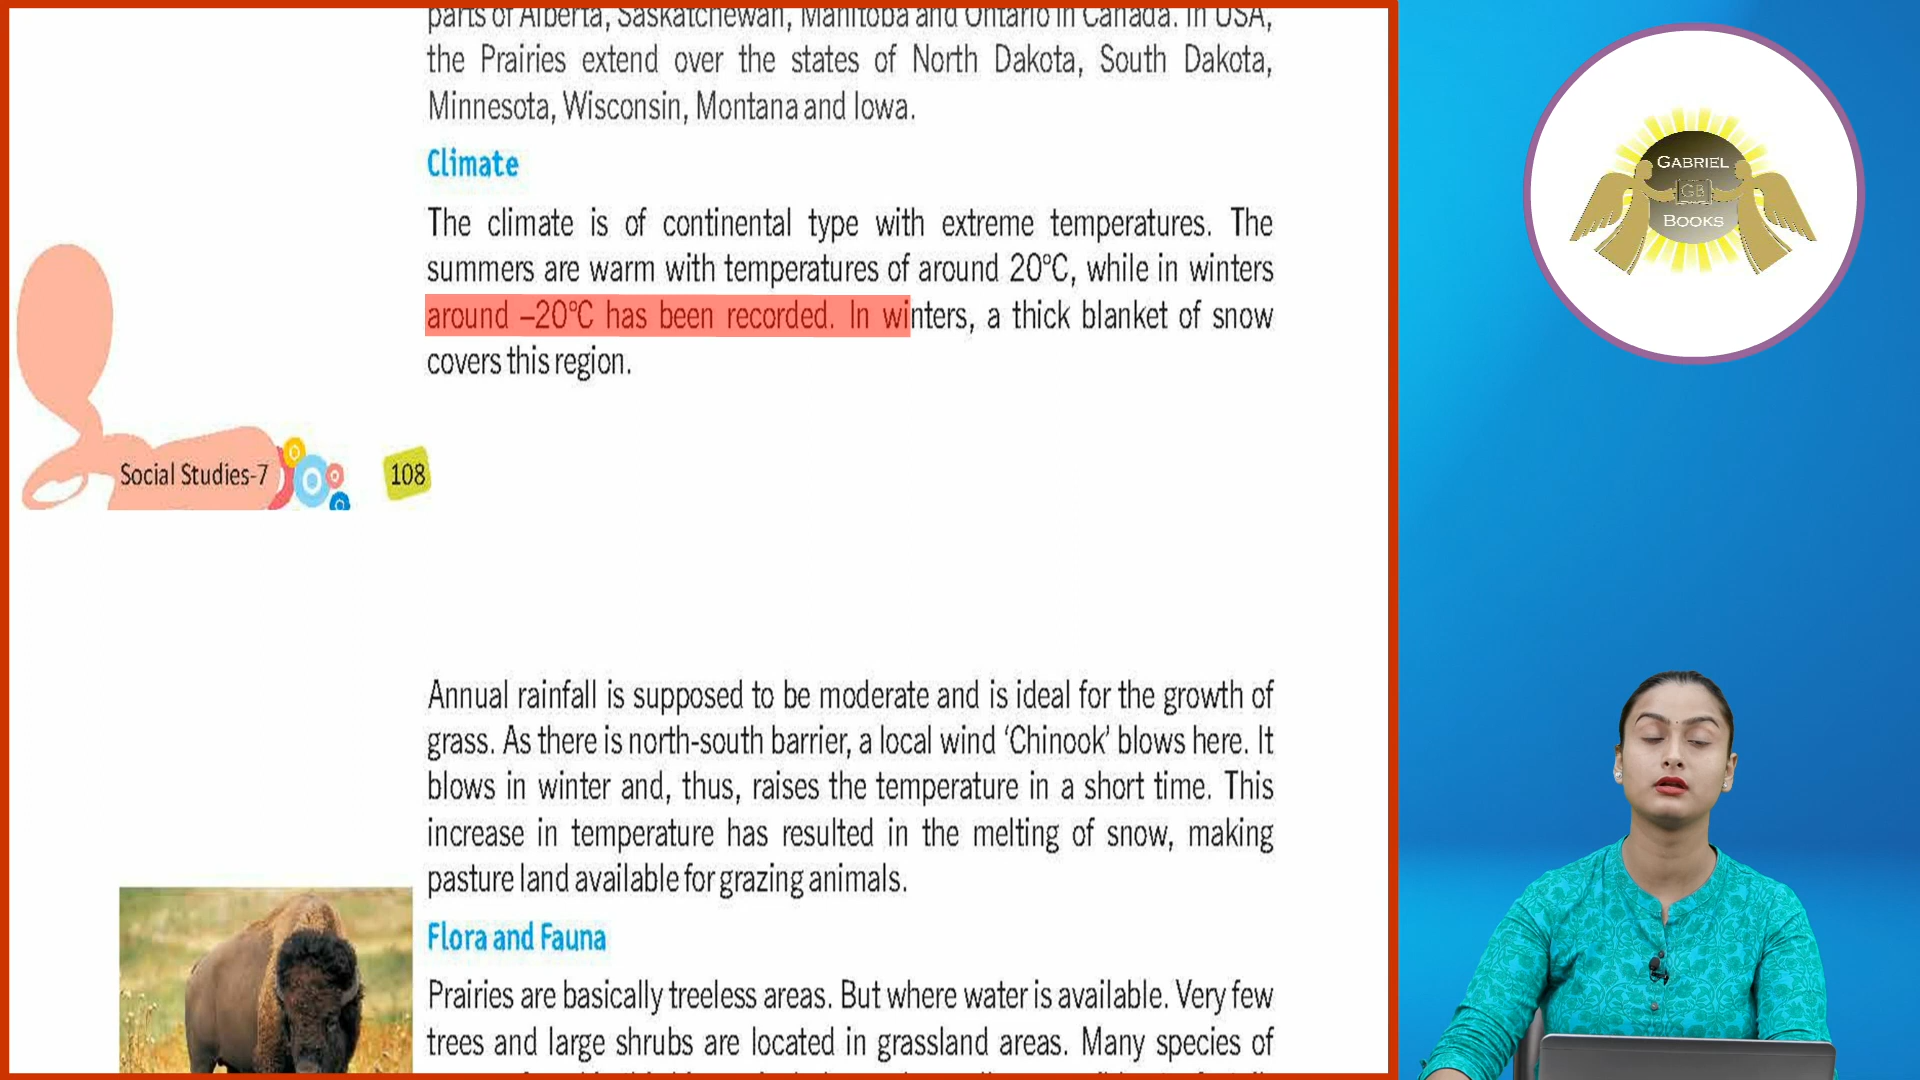 parts of Alberta, Saskatchewan, Manitoba and Ontario in Canada. In USA,
the Prairies extend over the states of North Dakota, South Dakota,
Minnesota, Wisconsin, Montana and Iowa.
Climate
The climate is of continental type with extreme temperatures. The
summers are warm with temperatures of around 20°C, while in winters
around –20°C has been recorded. In winters, a thick blanket of snow
covers this region.
Social Studies-7
108
Annual rainfall is supposed to be moderate and is ideal for the growth of
grass. As there is north-south barrier, a local wind ‘Chinook’ blows here. It
blows in winter and, thus, raises the temperature in a short time. This
increase in temperature has resulted in the melting of snow, making
pasture land available for grazing animals.
Flora and Fauna
Prairies are basically treeless areas. But where water is available. Very few
trees and large shrubs are located in grassland areas. Many species of
GABRIEL
GB
BOOKS